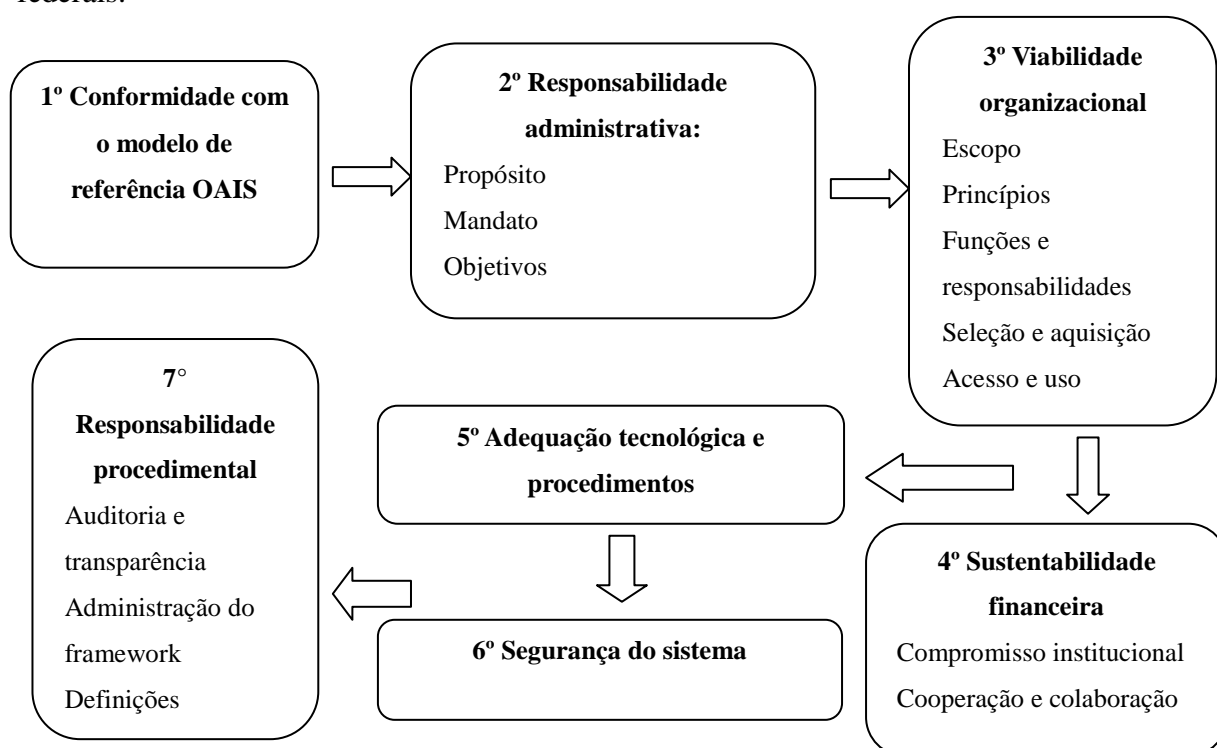 federais.
1º Conformidade com
o modelo de
referência OAIS
2º Responsabilidade
administrativa:
Propósito
Mandato
Objetivos
3º Viabilidade
organizacional
Escopo
Princípios
Funções e
responsabilidades
Seleção e aquisição
Acesso e uso
4º Sustentabilidade
financeira
Compromisso institucional
Cooperação e colaboração
5º Adequação tecnológica e
procedimentos
6º Segurança do sistema
7°
Responsabilidade
procedimental
Auditoria e
transparência
Administração do
framework
Definições